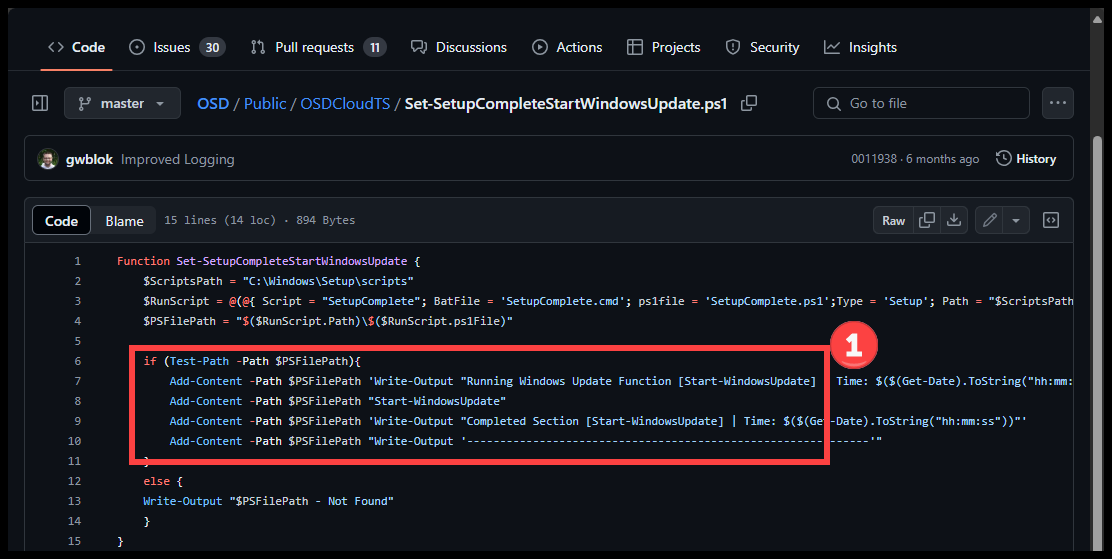 Code Issues 30 Pull requests 11 Discussions Actions Projects Security Insights
master OSD / Public / OSDCloudTS / Set-SetupCompleteStartWindowsUpdate.ps1 Go to file
gwblok Improved Logging 0011938 · 6 months ago History
Code Blame 15 lines (14 loc) · 894 Bytes Raw
1 Function Set-SetupCompleteStartWindowsUpdate {
2 $ScriptsPath = "C:\Windows\Setup\scripts"
3 $RunScript = @(@{ Script = "SetupComplete"; BatFile = 'SetupComplete.cmd'; ps1file = 'SetupComplete.ps1';Type = 'Setup'; Path = "$ScriptsPath
4 $PSFilePath = "$($RunScript.Path)\$($RunScript.ps1File)"
5
1
6 if (Test-Path -Path $PSFilePath){
7 Add-Content -Path $PSFilePath 'Write-Output "Running Windows Update Function [Start-WindowsUpdate] Time: $($(Get-Date).ToString("hh:mm:
8 Add-Content -Path $PSFilePath "Start-WindowsUpdate"
9 Add-Content -Path $PSFilePath 'Write-Output "Completed Section [Start-WindowsUpdate] | Time: $($(Get-Date).ToString("hh:mm:ss"))"'
10 Add-Content -Path $PSFilePath "Write-Output '-------------------------------------------------------------'"
11 }
12 else {
13 Write-Output "$PSFilePath - Not Found"
14 }
15 }